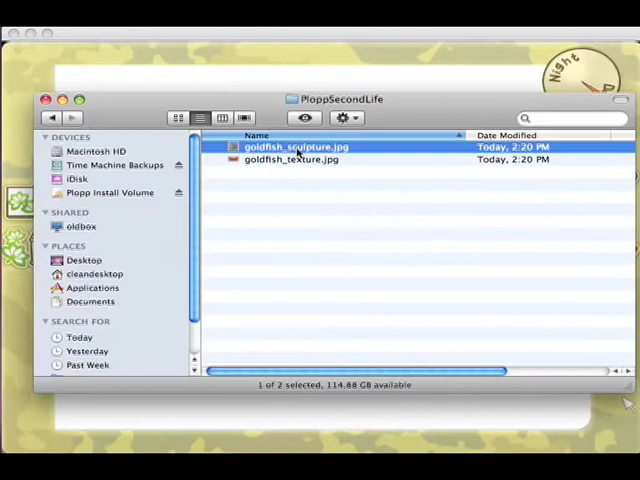 Night
PloppSecondLife
DEVICES
Macintosh HD
Time Machine Backups
iDisk
Plopp Install Volume
SHARED
oldbox
PLACES
Desktop
cleandesktop
Applications
Documents
SEARCH FOR
Today
Yesterday
Past Week
Name
Date Modified
goldfish_sculpture.jpg
Today, 2:20 PM
goldfish_texture.jpg
Today, 2:20 PM
1 of 2 selected, 114.88 GB available